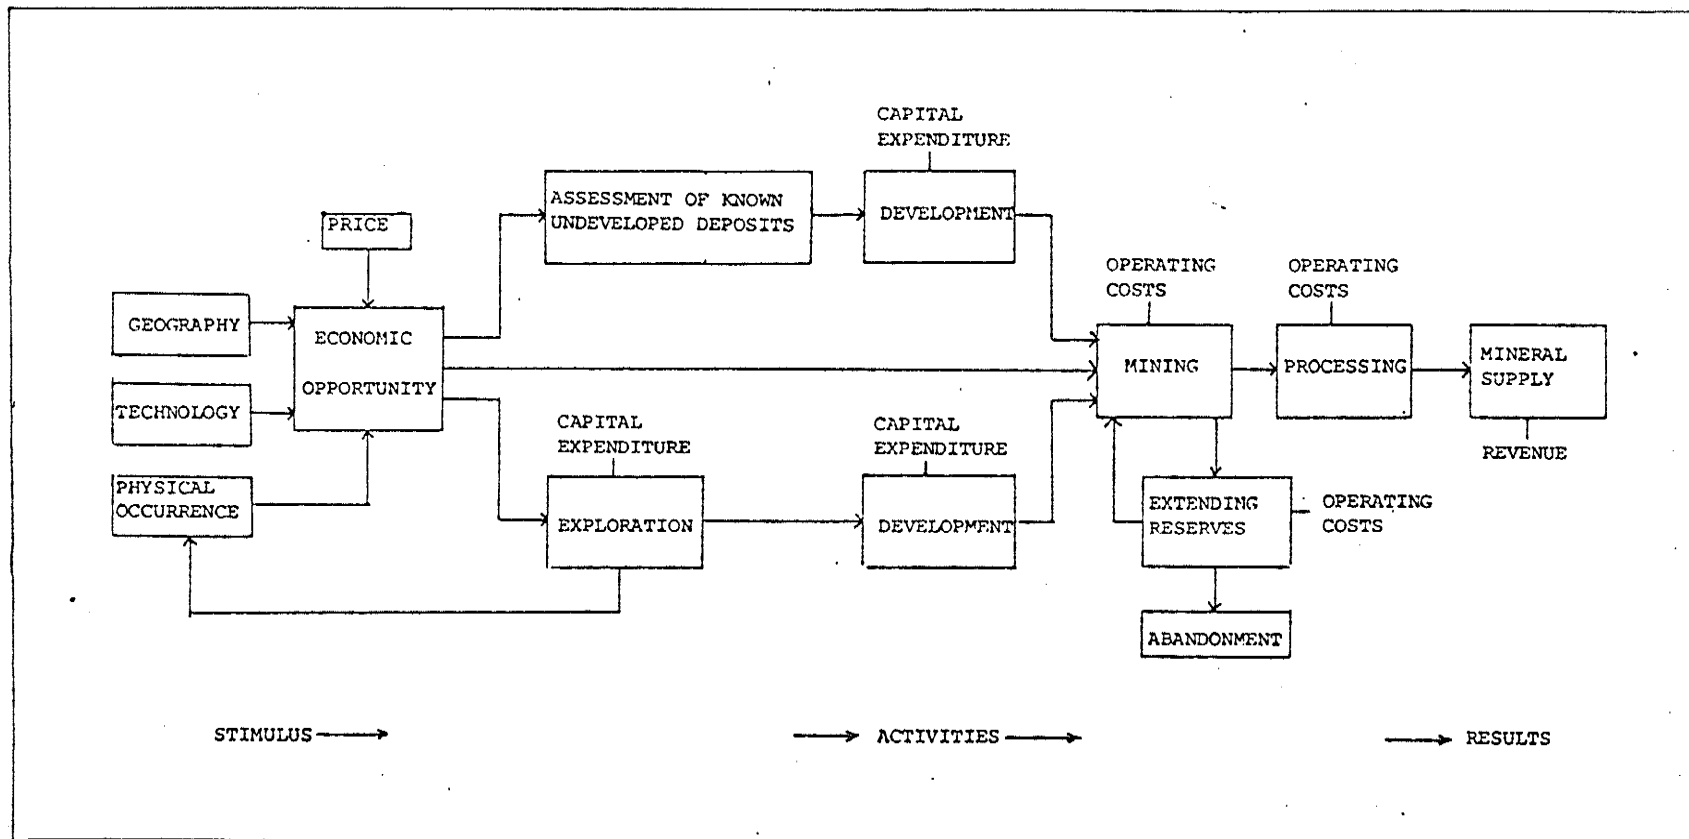 CAPITAL
EXPENDITURE
ASSESSMENT OF KNOWN
UNDEVELOPED DEPOSITS
DEVELOPMENT
PRICE
GEOGRAPHY
TECHNOLOGY
PHYSICAL
OCCURRENCE
ECONOMIC
OPPORTUNITY
CAPITAL
EXPENDITURE
EXPLORATION
CAPITAL
EXPENDITURE
DEVELOPMENT
OPERATING
COSTS
MINING
OPERATING
COSTS
PROCESSING
MINERAL
SUPPLY
REVENUE
EXTENDING
RESERVES
OPERATING
COSTS
ABANDONMENT
STIMULUS
ACTIVITIES
RESULTS